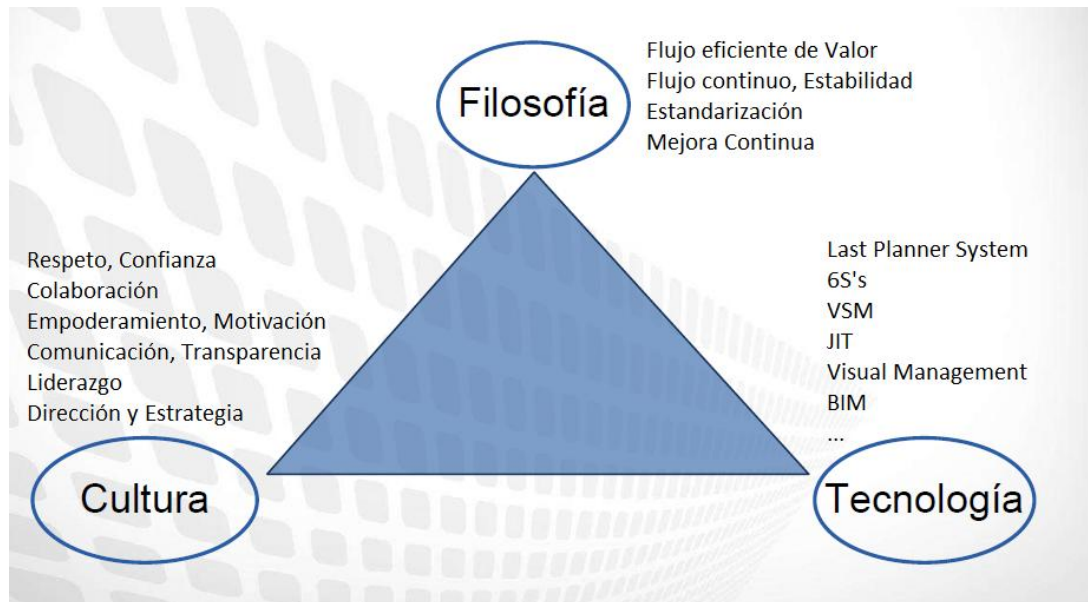 Filosofía
Flujo eficiente de Valor
Flujo continuo, Estabilidad
Estandarización
Mejora Continua
Respeto, Confianza
Colaboración
Empoderamiento, Motivación
Comunicación, Transparencia
Liderazgo
Dirección y Estrategia
Cultura
Last Planner System
6S's
VSM
JIT
Visual Management
BIM
...
Tecnología